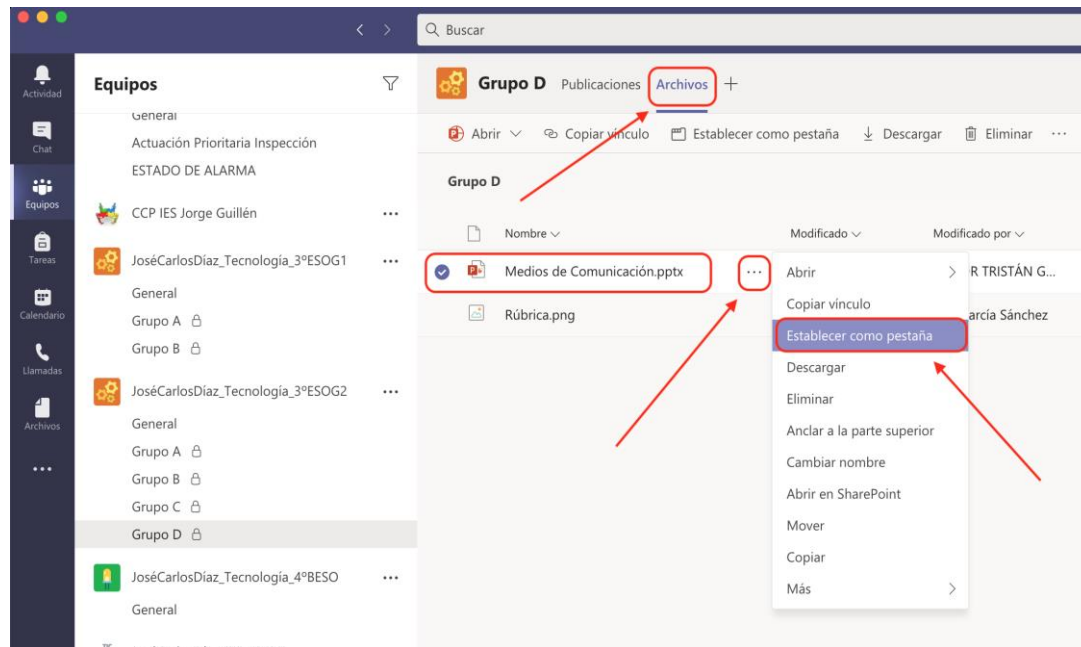 Buscar
Actividad
Chat
Equipos
Tareas
Calendario
Llamadas
Archivos
Equipos
General
Actuación Prioritaria Inspección
ESTADO DE ALARMA
CCP IES Jorge Guillén
JoséCarlosDíaz_Tecnología_3ºESOG1
General
Grupo A
Grupo B
JoséCarlosDíaz_Tecnología_3ºESOG2
General
Grupo A
Grupo B
Grupo C
Grupo D
JoséCarlosDíaz_Tecnología_4ºBESO
General
Grupo D Publicaciones Archivos
Abrir Copiar vínculo Establecer como pestaña Descargar Eliminar
Grupo D
Nombre Modificado Modificado por
Medios de Comunicación.pptx
R TRISTÁN G...
Rúbrica.png
arcía Sánchez
Abrir
Copiar vínculo
Establecer como pestaña
Descargar
Eliminar
Anclar a la parte superior
Cambiar nombre
Abrir en SharePoint
Mover
Copiar
Más